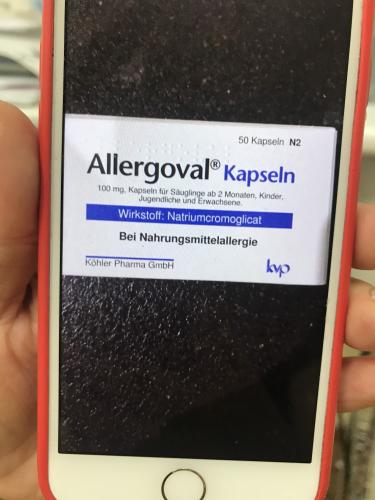 50 Kapseln N2
Allergoval® Kapseln
100 mg, Kapseln für Säuglinge ab 2 Monaten, Kinder,
Jugendliche und Erwachsene.
Wirkstoff: Natriumcromoglicat
Bei Nahrungsmittelallergie
Köhler Pharma GmbH
kvp